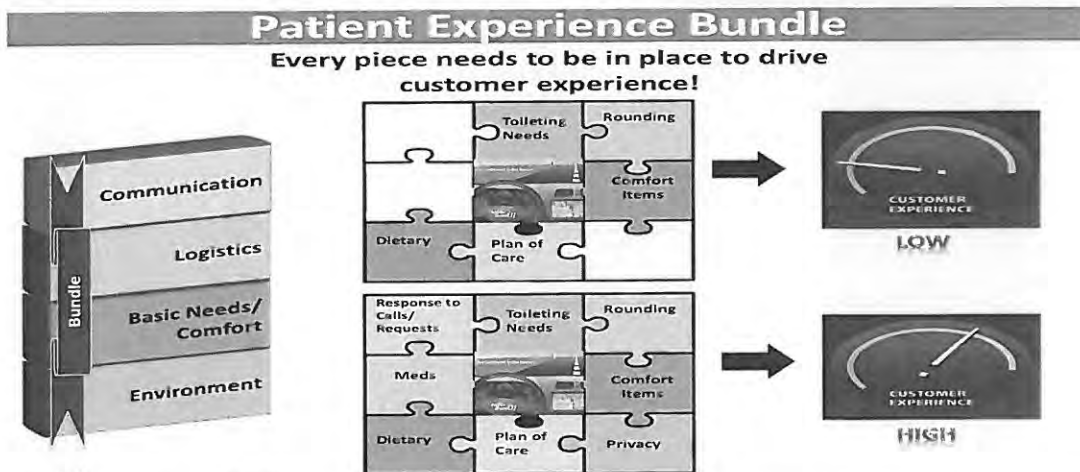 Patient Experience Bundle
Every piece needs to be in place to drive
customer experience!
Communication
Logistics
Basic Needs/
Comfort
Environment
Bundle
Toileting
Needs
Rounding
Comfort
Items
Dietary
Plan of
Care
CUSTOMER
EXPERIENCE
LOW
Response to
Calls/
Requests
Toileting
Needs
Rounding
Meds
Comfort
Items
Dietary
Plan of
Care
Privacy
CUSTOMER
EXPERIENCE
HIGH